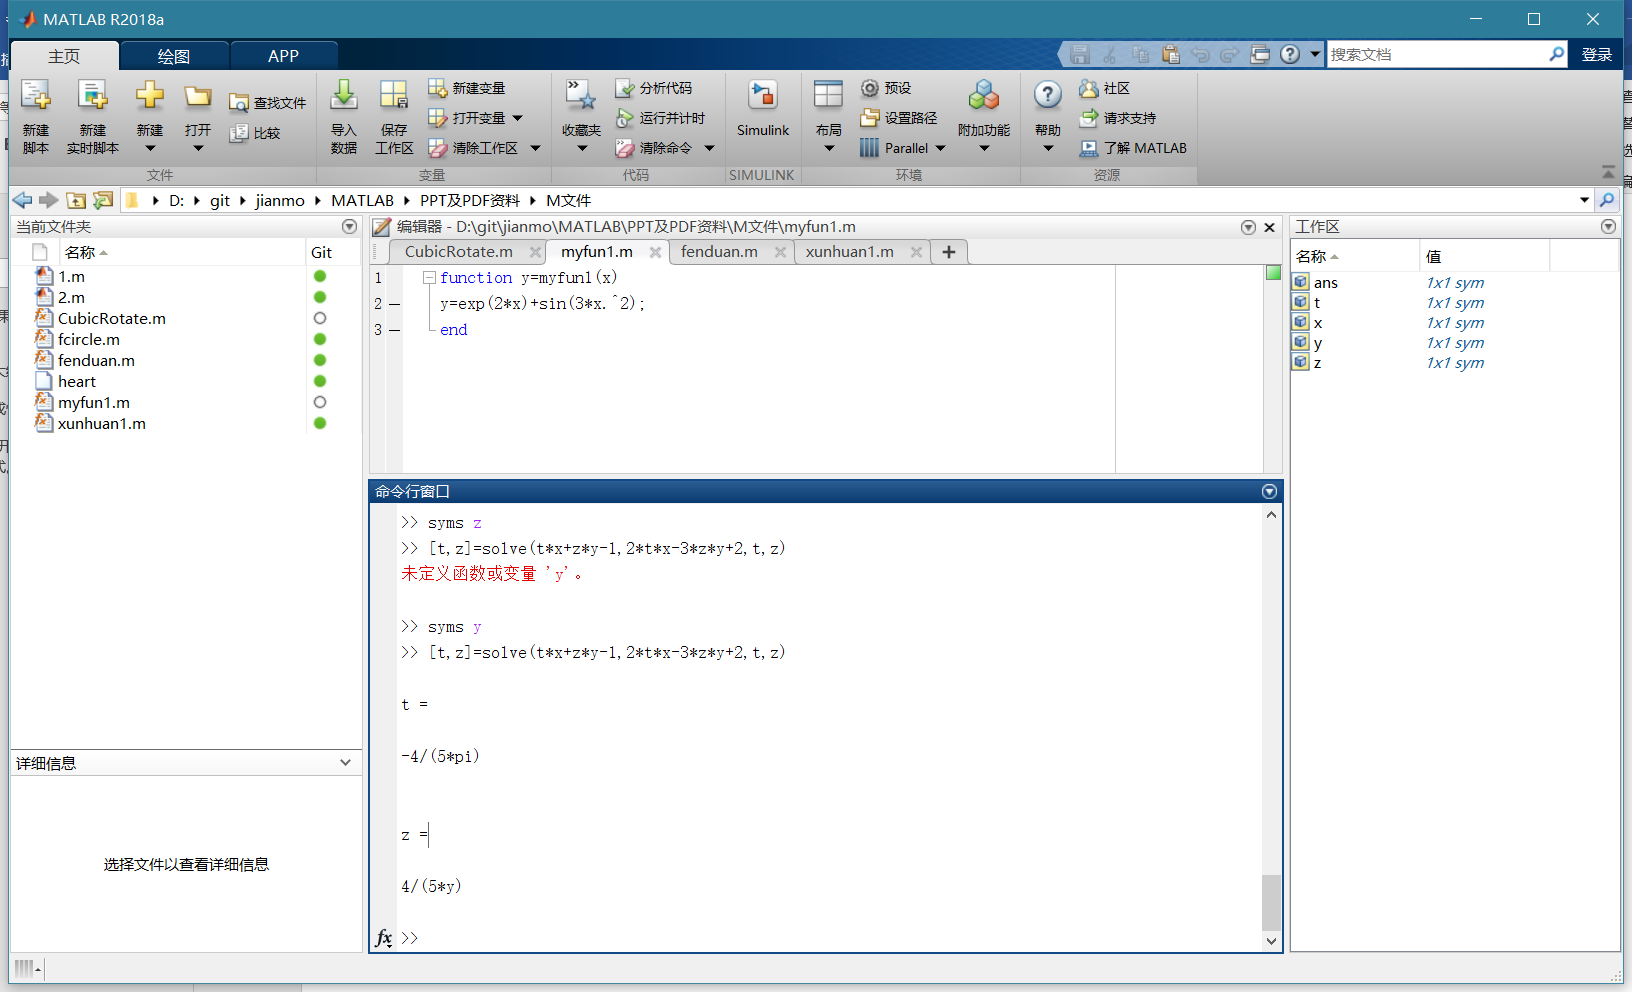 MATLAB R2018a
主页 绘图 APP
搜索文档
登录
新建脚本
新建实时脚本
新建
打开
查找文件
比较
导入数据
保存工作区
新建变量
打开变量
清除工作区
收藏夹
分析代码
运行并计时
清除命令
Simulink
布局
预设
设置路径
Parallel
附加功能
帮助
社区
请求支持
了解 MATLAB
文件 变量 代码 SIMULINK 环境 资源
D: git jianmo MATLAB PPT及PDF资料 M文件
当前文件夹
名称 Git
1.m
2.m
CubicRotate.m
fcircle.m
fenduan.m
heart
myfun1.m
xunhuan1.m
详细信息
选择文件以查看详细信息
编辑器 - D:\git\jianmo\MATLAB\PPT及PDF资料\M文件\myfun1.m
CubicRotate.m myfun1.m fenduan.m xunhuan1.m
1 function y=myfun1(x)
2 y=exp(2*x)+sin(3*x.^2);
3 end
命令行窗口
>> syms z
>> [t,z]=solve(t*x+z*y-1,2*t*x-3*z*y+2,t,z)
未定义函数或变量 'y'。
>> syms y
>> [t,z]=solve(t*x+z*y-1,2*t*x-3*z*y+2,t,z)
t =
-4/(5*pi)
z =
4/(5*y)
fx >>
工作区
名称 值
ans 1x1 sym
t 1x1 sym
x 1x1 sym
y 1x1 sym
z 1x1 sym